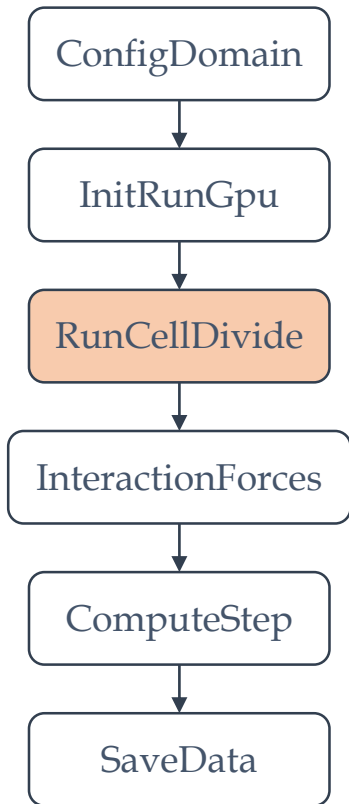 ConfigDomain
InitRunGpu
RunCellDivide
InteractionForces
ComputeStep
SaveData